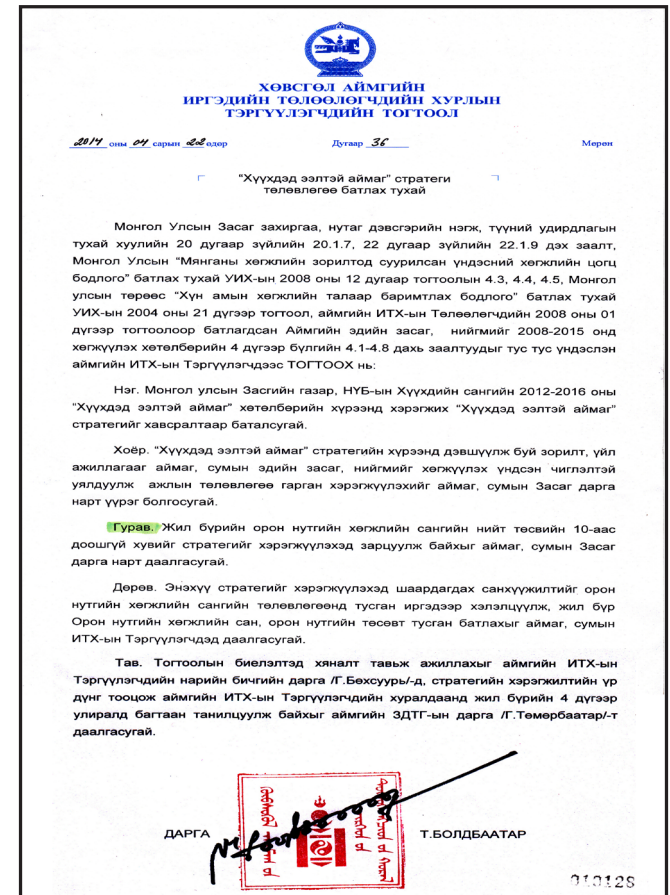 ХӨВСГӨЛ АЙМГИЙН
ИРГЭДИЙН ТӨЛӨӨЛӨГЧДИЙН ХУРЛЫН
ТЭРГҮҮЛЭГЧДИЙН ТОГТООЛ
2014 оны 04 сарын 22 өдөр Дугаар 36 Мөрөн
"Хүүхдэд ээлтэй аймаг" стратеги
төлөвлөгөө батлах тухай
Монгол Улсын Засаг захиргаа, нутаг дэвсгэрийн нэгж, түүний удирдлагын
тухай хуулийн 20 дугаар зүйлийн 20.1.7, 22 дугаар зүйлийн 22.1.9 дэх заалт,
Монгол Улсын "Мянганы хөгжлийн зорилтод суурилсан үндэсний хөгжлийн цогц
бодлого" батлах тухай УИХ-ын 2008 оны 12 дугаар тогтоолын 4.3, 4.4, 4.5, Монгол
улсын төрөөс "Хүн амын хөгжлийн талаар баримтлах бодлого" батлах тухай
УИХ-ын 2004 оны 21 дүгээр тогтоол, аймгийн ИТХ-ын Төлөөлөгчдийн 2008 оны 01
дүгээр тогтоолоор батлагдсан Аймгийн эдийн засаг, нийгмийг 2008-2015 онд
хөгжүүлэх хөтөлбөрийн 4 дүгээр бүлгийн 4.1-4.8 дахь заалтуудыг тус тус үндэслэн
аймгийн ИТХ-ын Тэргүүлэгчдээс ТОГТООХ нь:
Нэг. Монгол улсын Засгийн газар, НҮБ-ын Хүүхдийн сангийн 2012-2016 оны
"Хүүхдэд ээлтэй аймаг" хөтөлбөрийн хүрээнд хэрэгжих "Хүүхдэд ээлтэй аймаг"
стратегийг хавсралтаар баталсугай.
Хоёр. "Хүүхдэд ээлтэй аймаг" стратегийн хүрээнд дэвшүүлж буй зорилт, үйл
ажиллагааг аймаг, сумын эдийн засаг, нийгмийг хөгжүүлэх үндсэн чиглэлтэй
уялдуулж ажлын төлөвлөгөө гарган хэрэгжүүлэхийг аймаг, сумын Засаг дарга
нарт үүрэг болгосугай.
Гурав. Жил бүрийн орон нутгийн хөгжлийн сангийн нийт төсвийн 10-аас
доошгүй хувийг стратегийг хэрэгжүүлэхэд зарцуулж байхыг аймаг, сумын Засаг
дарга нарт даалгасугай.
Дөрөв. Энэхүү стратегийг хэрэгжүүлэхэд шаардагдах санхүүжилтийг орон
нутгийн хөгжлийн сангийн төлөвлөгөөнд тусган иргэдээр хэлэлцүүлж, жил бүр
Орон нутгийн хөгжлийн сан, орон нутгийн төсөвт тусган батлахыг аймаг, сумын
ИТХ-ын Тэргүүлэгчдэд даалгасугай.
Тав. Тогтоолын биелэлтэд хяналт тавьж ажиллахыг аймгийн ИТХ-ын
Тэргүүлэгчдийн нарийн бичгийн дарга /Г.Бөхсуурь/-д, стратегийн хэрэгжилтийн үр
дүнг тооцож аймгийн ИТХ-ын Тэргүүлэгчдийн хуралдаанд жил бүрийн 4 дүгээр
улиралд багтаан танилцуулж байхыг аймгийн ЗДТГ-ын дарга /Г.Төмөрбаатар/-т
даалгасугай.
ДАРГА Т.БОЛДБААТАР
010128